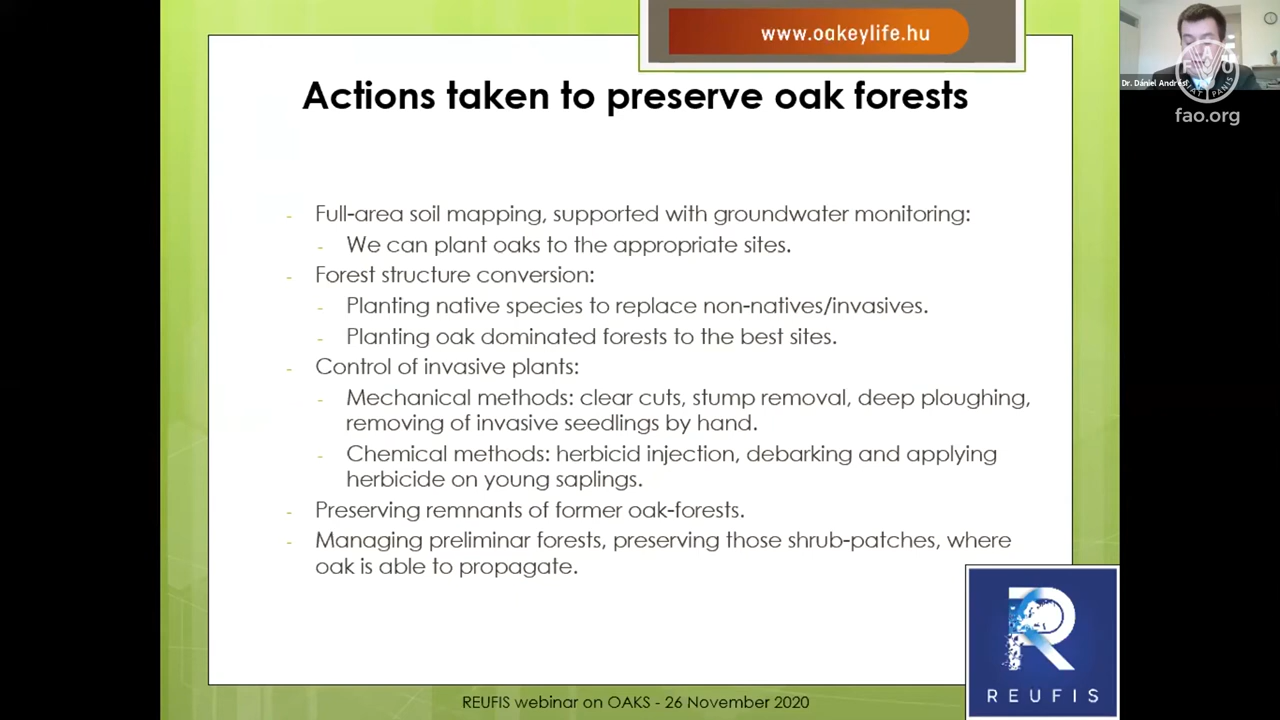 www.oakeylife.hu
Dr. Dániel Andrési
fao.org
Actions taken to preserve oak forests
- Full-area soil mapping, supported with groundwater monitoring:
- We can plant oaks to the appropriate sites.
- Forest structure conversion:
- Planting native species to replace non-natives/invasives.
- Planting oak dominated forests to the best sites.
- Control of invasive plants:
- Mechanical methods: clear cuts, stump removal, deep ploughing,
removing of invasive seedlings by hand.
- Chemical methods: herbicid injection, debarking and applying
herbicide on young saplings.
- Preserving remnants of former oak-forests.
- Managing preliminar forests, preserving those shrub-patches, where
oak is able to propagate.
REUFIS
REUFIS webinar on OAKS - 26 November 2020